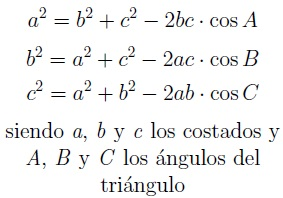 a² = b² + c² − 2bc · cos A
b² = a² + c² − 2ac · cos B
c² = a² + b² − 2ab · cos C
siendo a, b y c los costados y
A, B y C los ángulos del
triángulo